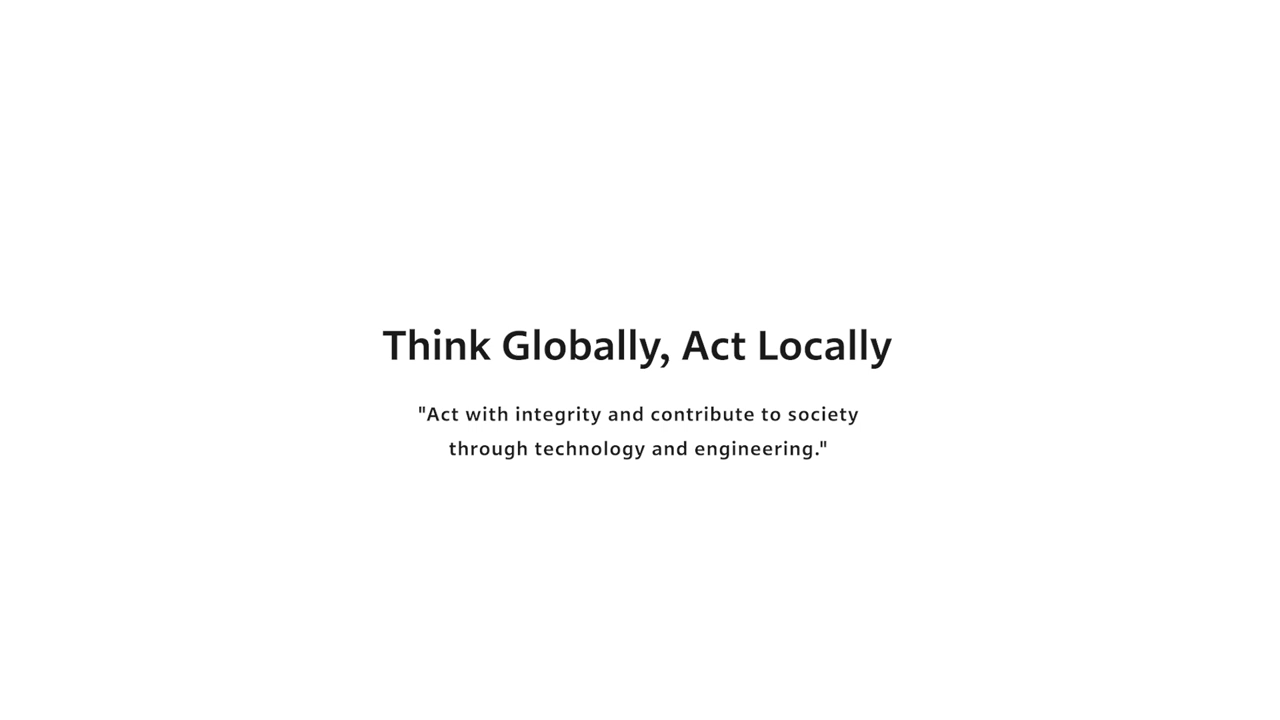 Think Globally, Act Locally
"Act with integrity and contribute to society
through technology and engineering."